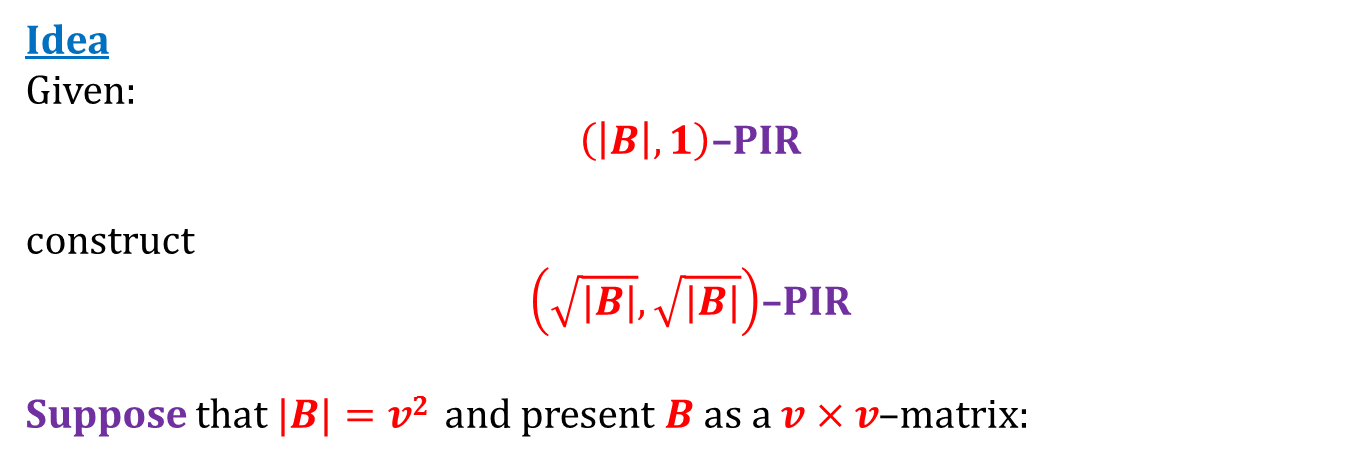 Idea
Given:
(|B|, 1)–PIR
construct
(√|B|, √|B|)–PIR
Suppose that |B| = v² and present B as a v × v–matrix: